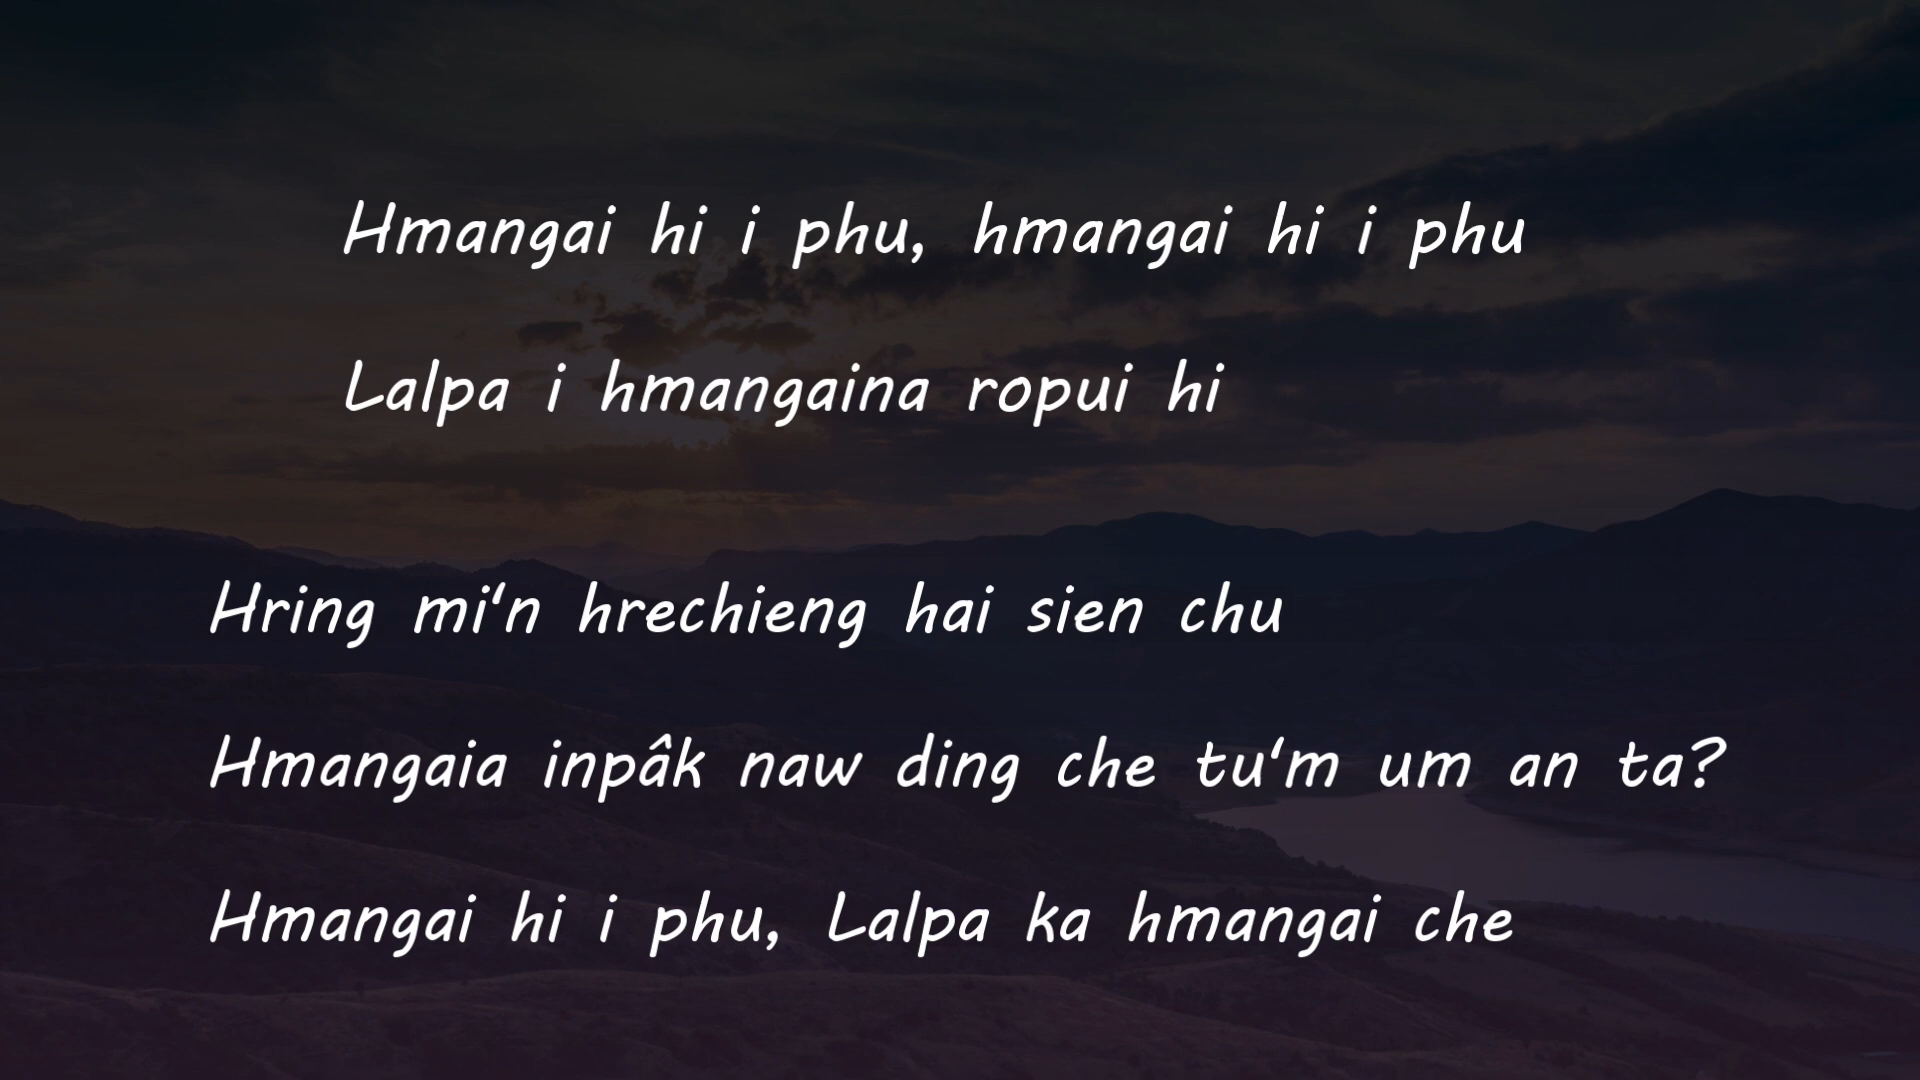 Hmangai hi i phu, hmangai hi i phu
Lalpa i hmangaina ropui hi
Hring mi'n hrechieng hai sien chu
Hmangaia inpâk naw ding che tu'm um an ta?
Hmangai hi i phu, Lalpa ka hmangai che